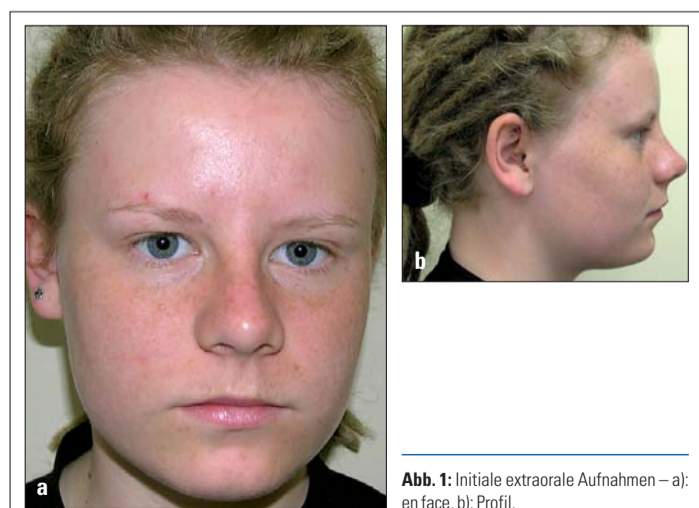 a
b
Abb. 1: Initiale extraorale Aufnahmen – a):
en face, b): Profil.